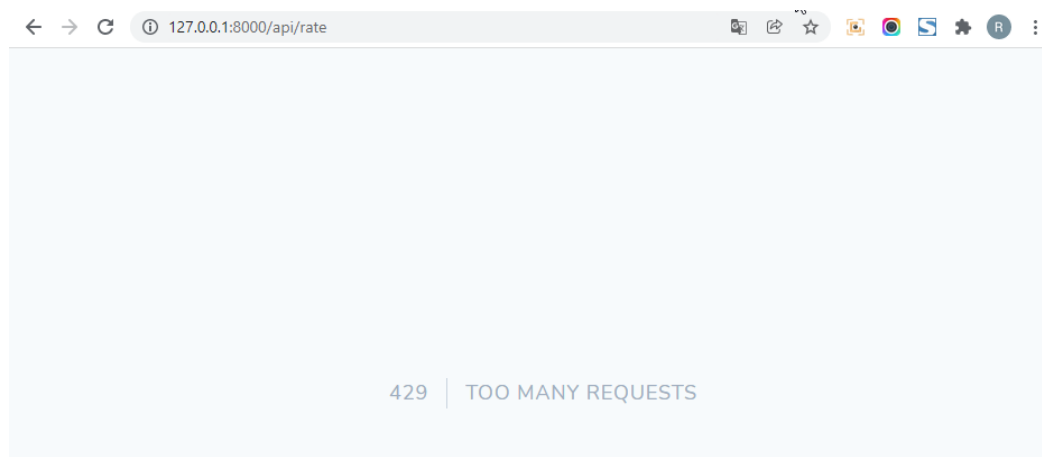 127.0.0.1:8000/api/rate
R
429 TOO MANY REQUESTS